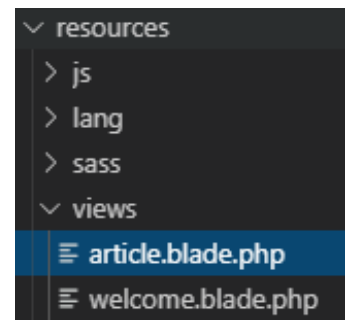 resources
js
lang
sass
views
article.blade.php
welcome.blade.php